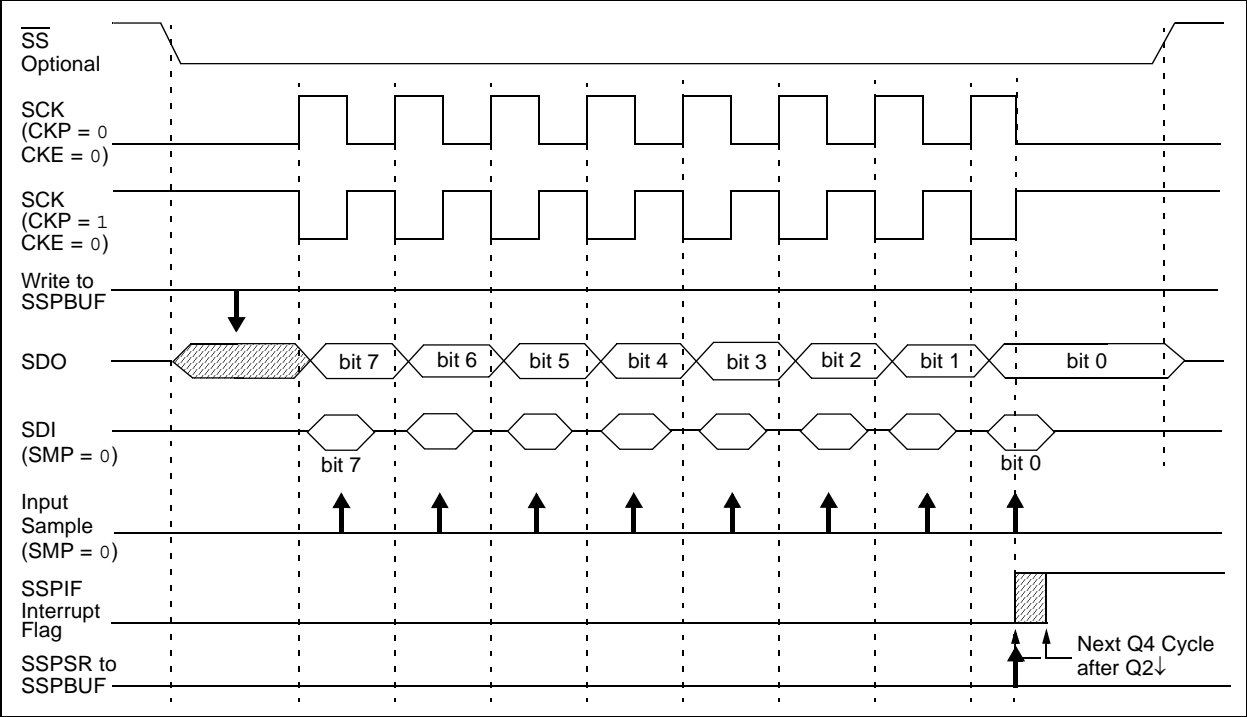 SS
Optional
SCK
(CKP = 0
CKE = 0)
SCK
(CKP = 1
CKE = 0)
Write to
SSPBUF
SDO
bit 7 bit 6 bit 5 bit 4 bit 3 bit 2 bit 1 bit 0
SDI
(SMP = 0)
bit 7 bit 0
Input
Sample
(SMP = 0)
SSPIF
Interrupt
Flag
Next Q4 Cycle
after Q2↓
SSPSR to
SSPBUF